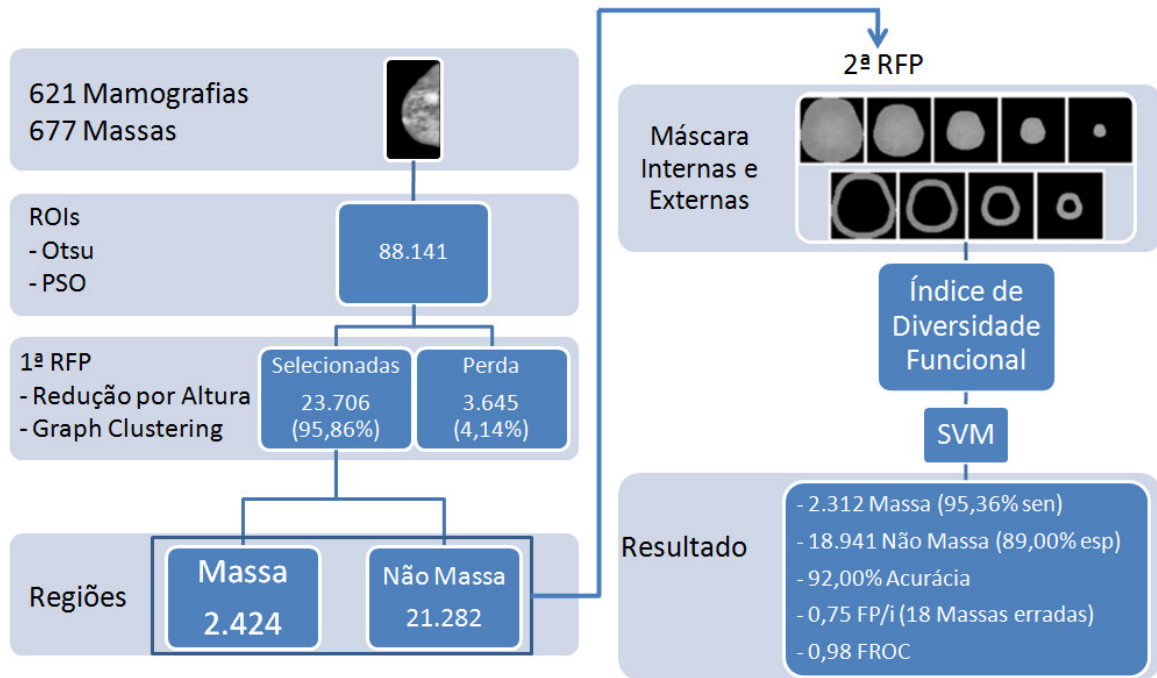 621 Mamografias
677 Massas
ROIs
- Otsu
- PSO
88.141
1ª RFP
- Redução por Altura
- Graph Clustering
Selecionadas
23.706
(95,86%)
Perda
3.645
(4,14%)
Regiões
Massa
2.424
Não Massa
21.282
2ª RFP
Máscara
Internas e
Externas
Índice de
Diversidade
Funcional
SVM
Resultado
- 2.312 Massa (95,36% sen)
- 18.941 Não Massa (89,00% esp)
- 92,00% Acurácia
- 0,75 FP/i (18 Massas erradas)
- 0,98 FROC